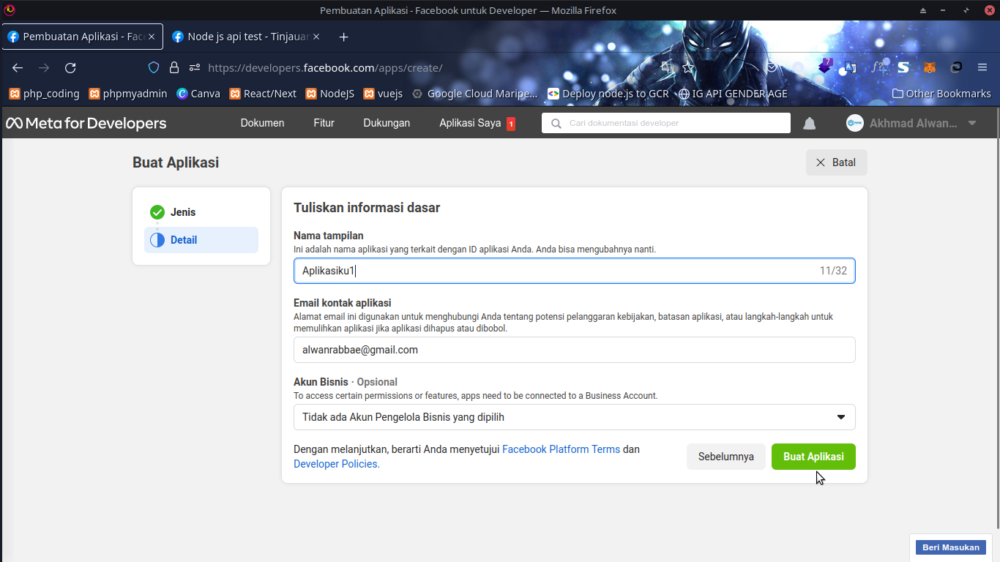 Pembuatan Aplikasi - Facebook untuk Developer — Mozilla Firefox
Pembuatan Aplikasi - Face
Node js api test - Tinjauan
https://developers.facebook.com/apps/create/
7
php_coding
phpmyadmin
Canva
React/Next
NodeJS
vuejs
Google Cloud Maripe...
Deploy node.js to GCR
IG API GENDER AGE
Other Bookmarks
Meta for Developers
Dokumen
Fitur
Dukungan
Aplikasi Saya 1
Cari dokumentasi developer
Akhmad Alwan...
Buat Aplikasi
Batal
Jenis
Detail
Tuliskan informasi dasar
Nama tampilan
Ini adalah nama aplikasi yang terkait dengan ID aplikasi Anda. Anda bisa mengubahnya nanti.
Aplikasiku1
11/32
Email kontak aplikasi
Alamat email ini digunakan untuk menghubungi Anda tentang potensi pelanggaran kebijakan, batasan aplikasi, atau langkah-langkah untuk
memulihkan aplikasi jika aplikasi dihapus atau dibobol.
alwanrabbae@gmail.com
Akun Bisnis · Opsional
To access certain permissions or features, apps need to be connected to a Business Account.
Tidak ada Akun Pengelola Bisnis yang dipilih
Dengan melanjutkan, berarti Anda menyetujui Facebook Platform Terms dan
Developer Policies.
Sebelumnya
Buat Aplikasi
Beri Masukan